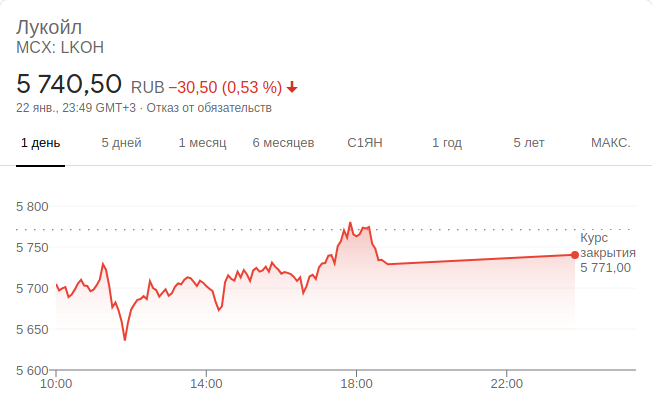 Лукойл
MCX: LKOH
5 740,50 RUB −30,50 (0,53 %)
22 янв., 23:49 GMT+3 · Отказ от обязательств
1 день 5 дней 1 месяц 6 месяцев С1ЯН 1 год 5 лет МАКС.
5 800
5 750
5 700
5 650
5 600
Курс
закрытия
5 771,00
10:00 14:00 18:00 22:00